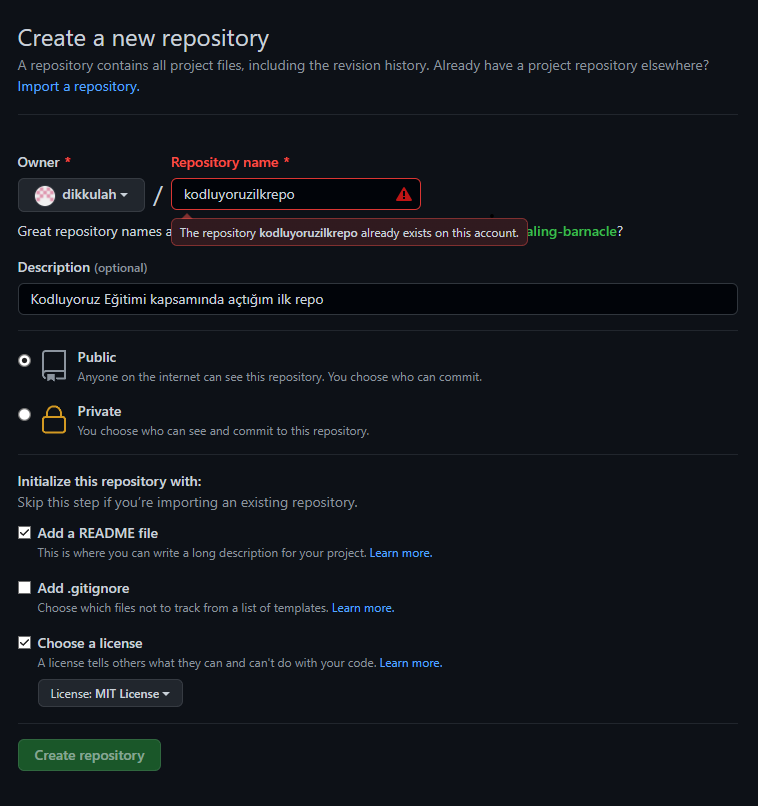 Create a new repository
A repository contains all project files, including the revision history. Already have a project repository elsewhere?
Import a repository.
Owner * Repository name *
dikkulah / kodluyoruzilkrepo
Great repository names a
The repository kodluyoruzilkrepo already exists on this account.
aling-barnacle?
Description (optional)
Kodluyoruz Eğitimi kapsamında açtığım ilk repo
Public
Anyone on the internet can see this repository. You choose who can commit.
Private
You choose who can see and commit to this repository.
Initialize this repository with:
Skip this step if you're importing an existing repository.
Add a README file
This is where you can write a long description for your project. Learn more.
Add .gitignore
Choose which files not to track from a list of templates. Learn more.
Choose a license
A license tells others what they can and can't do with your code. Learn more.
License: MIT License
Create repository